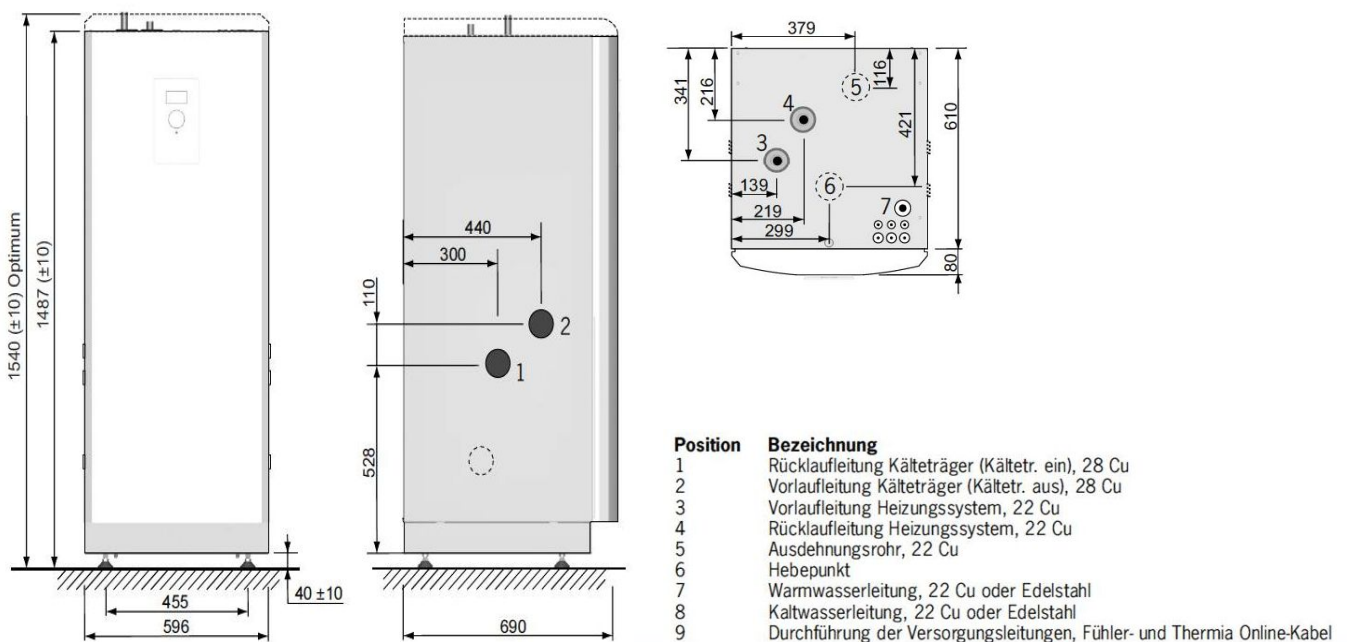 1540 (±10) Optimum
1487 (±10)
40 ±10
455
596
440
300
110
2
1
528
690
379
341
216
116
5
4
421
610
3
139
6
219
7
299
80
Position Bezeichnung
1 Rücklaufleitung Kälteträger (Kältetr. ein), 28 Cu
2 Vorlaufleitung Kälteträger (Kältetr. aus), 28 Cu
3 Vorlaufleitung Heizungssystem, 22 Cu
4 Rücklaufleitung Heizungssystem, 22 Cu
5 Ausdehnungsrohr, 22 Cu
6 Hebepunkt
7 Warmwasserleitung, 22 Cu oder Edelstahl
8 Kaltwasserleitung, 22 Cu oder Edelstahl
9 Durchführung der Versorgungsleitungen, Fühler- und Thermia Online-Kabel